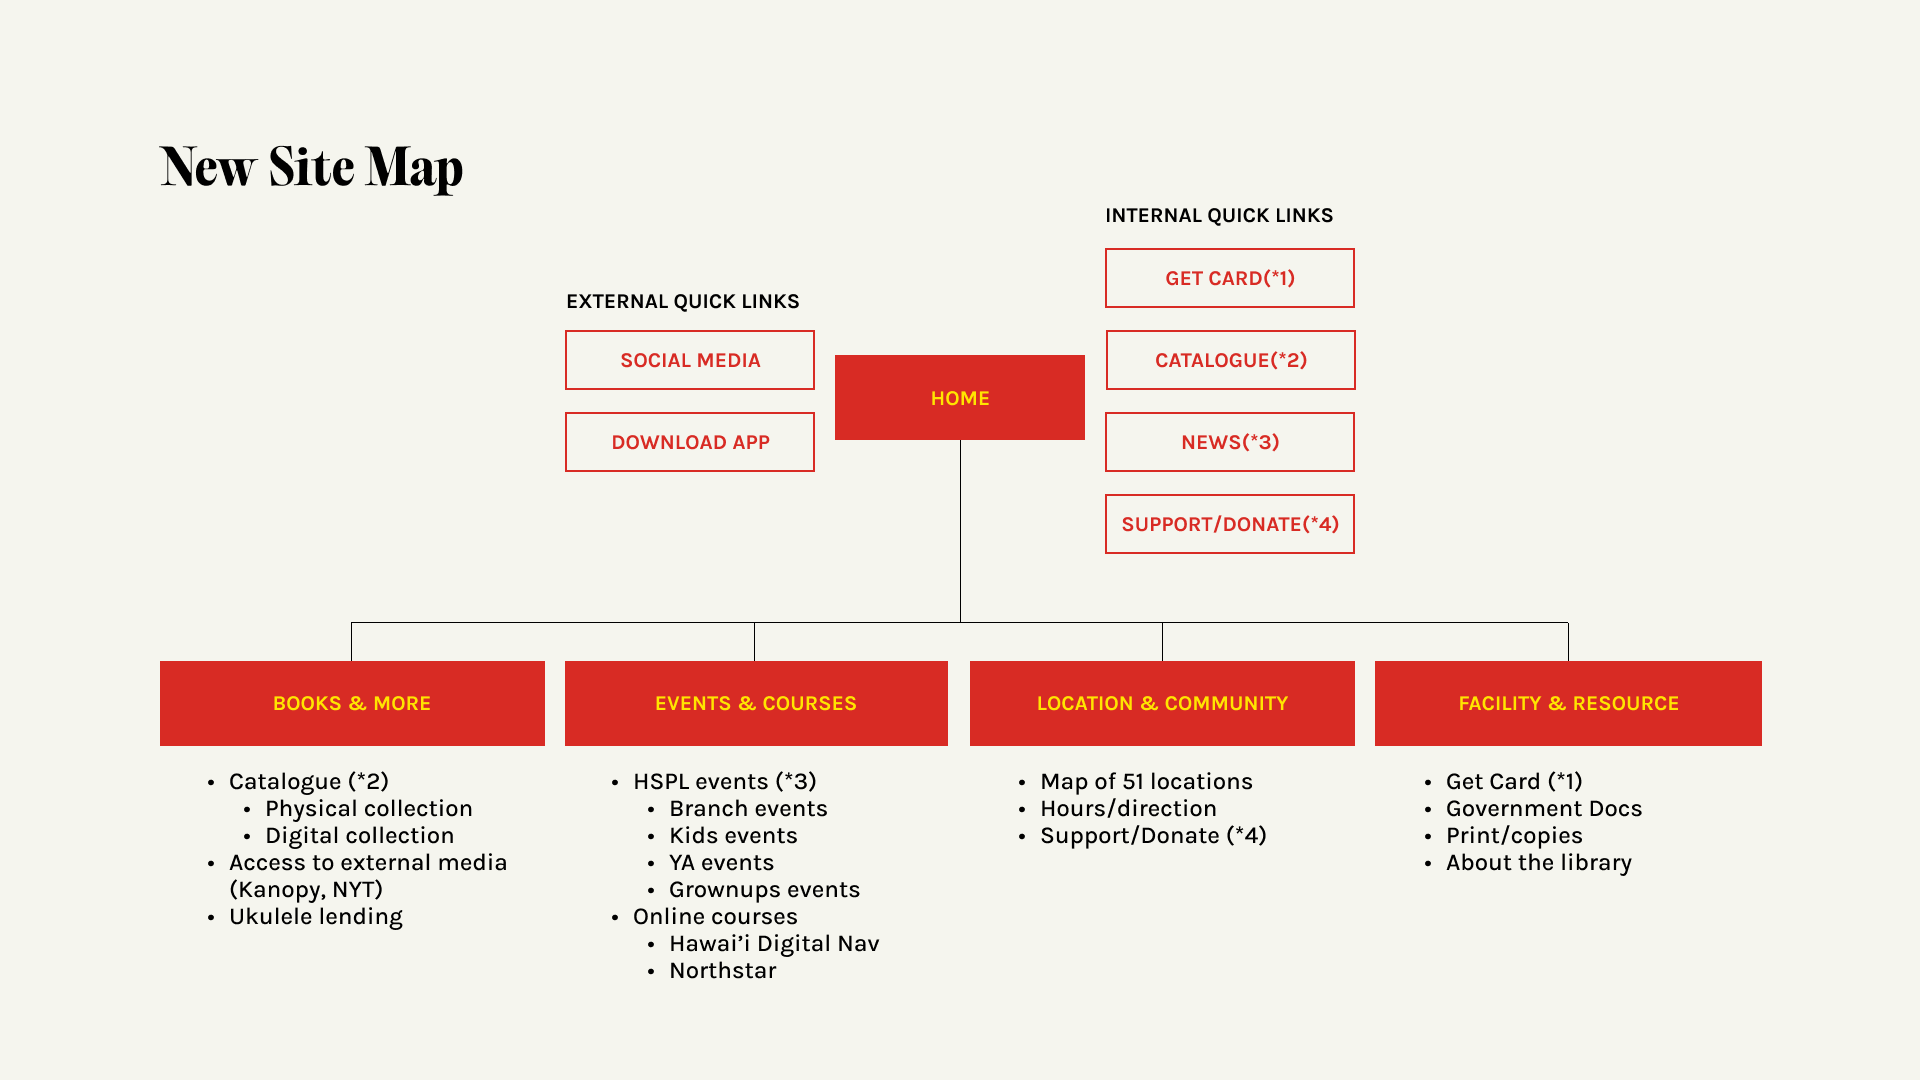 New Site Map
INTERNAL QUICK LINKS
GET CARD(*1)
EXTERNAL QUICK LINKS
SOCIAL MEDIA
CATALOGUE(*2)
HOME
DOWNLOAD APP
NEWS(*3)
SUPPORT/DONATE(*4)
BOOKS & MORE
• Catalogue (*2)
• Physical collection
• Digital collection
• Access to external media
(Kanopy, NYT)
• Ukulele lending
EVENTS & COURSES
• HSPL events (*3)
• Branch events
• Kids events
• YA events
• Grownups events
• Online courses
• Hawai’i Digital Nav
• Northstar
LOCATION & COMMUNITY
• Map of 51 locations
• Hours/direction
• Support/Donate (*4)
FACILITY & RESOURCE
• Get Card (*1)
• Government Docs
• Print/copies
• About the library